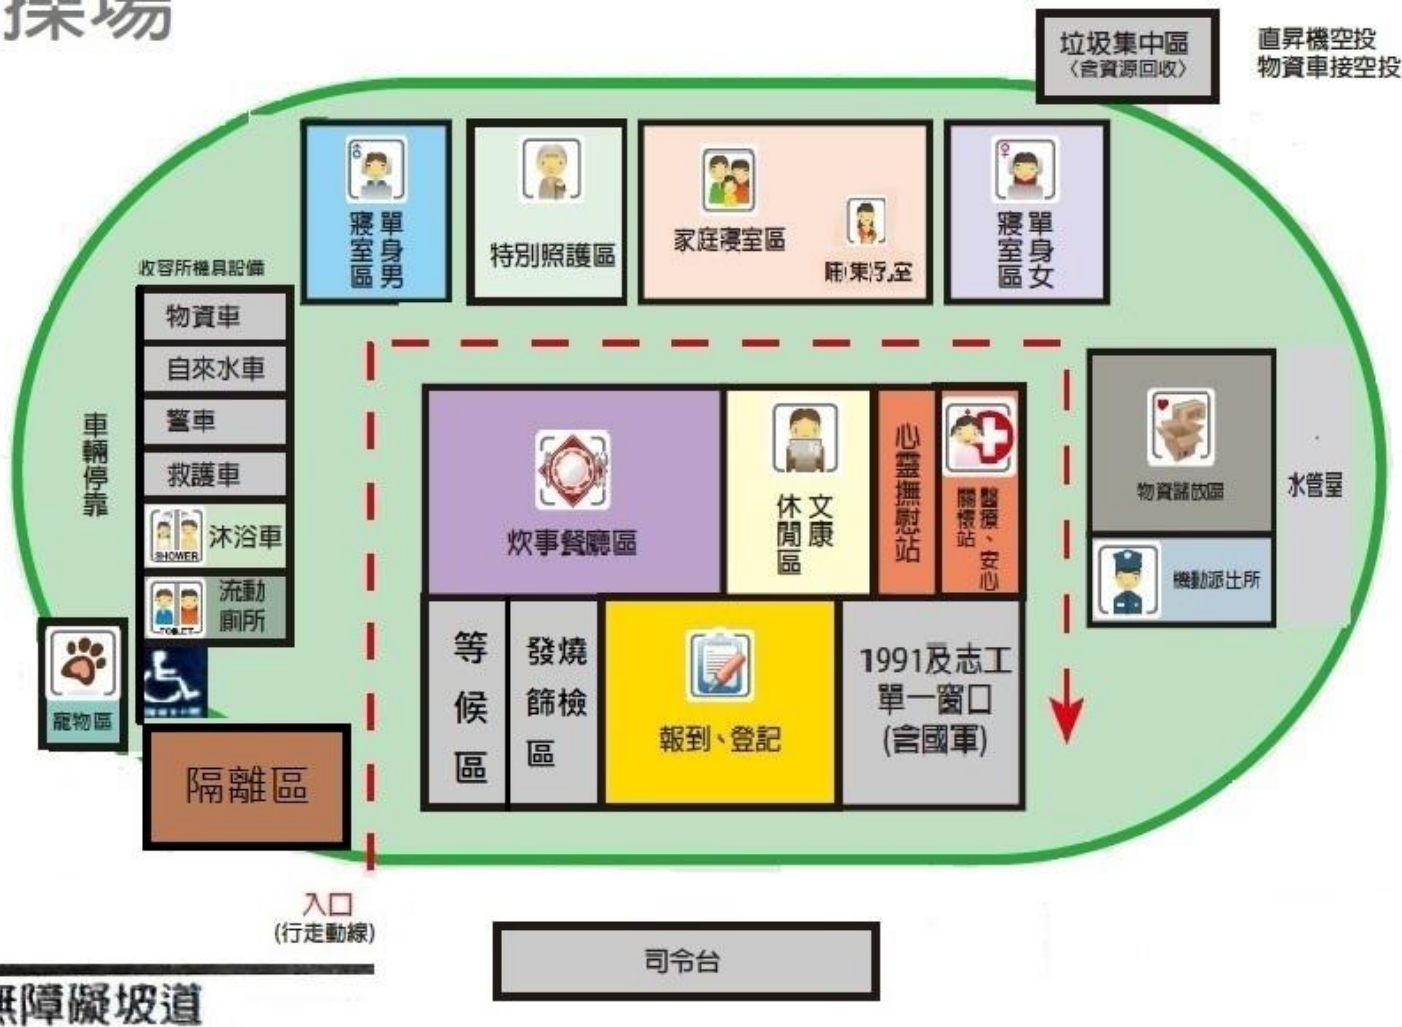 操場
垃圾集中區
〈含資源回收〉
直昇機空投
物資車接空投
單身男
寢室區
特別照護區
家庭寢室區
單身女
寢室區
收容所機具設備
物資車
自來水車
警車
救護車
SHOWER
沐浴車
TOILET
流動
廁所
車輛停靠
寵物區
隔離區
炊事餐廳區
文康
休閒區
心靈撫慰站
醫療、安心
關懷站
物資儲放區
水管屋
機動派出所
等候區
發燒
篩檢
區
報到、登記
1991及志工
單一窗口
(含國軍)
入口
(行走動線)
司令台
無障礙坡道